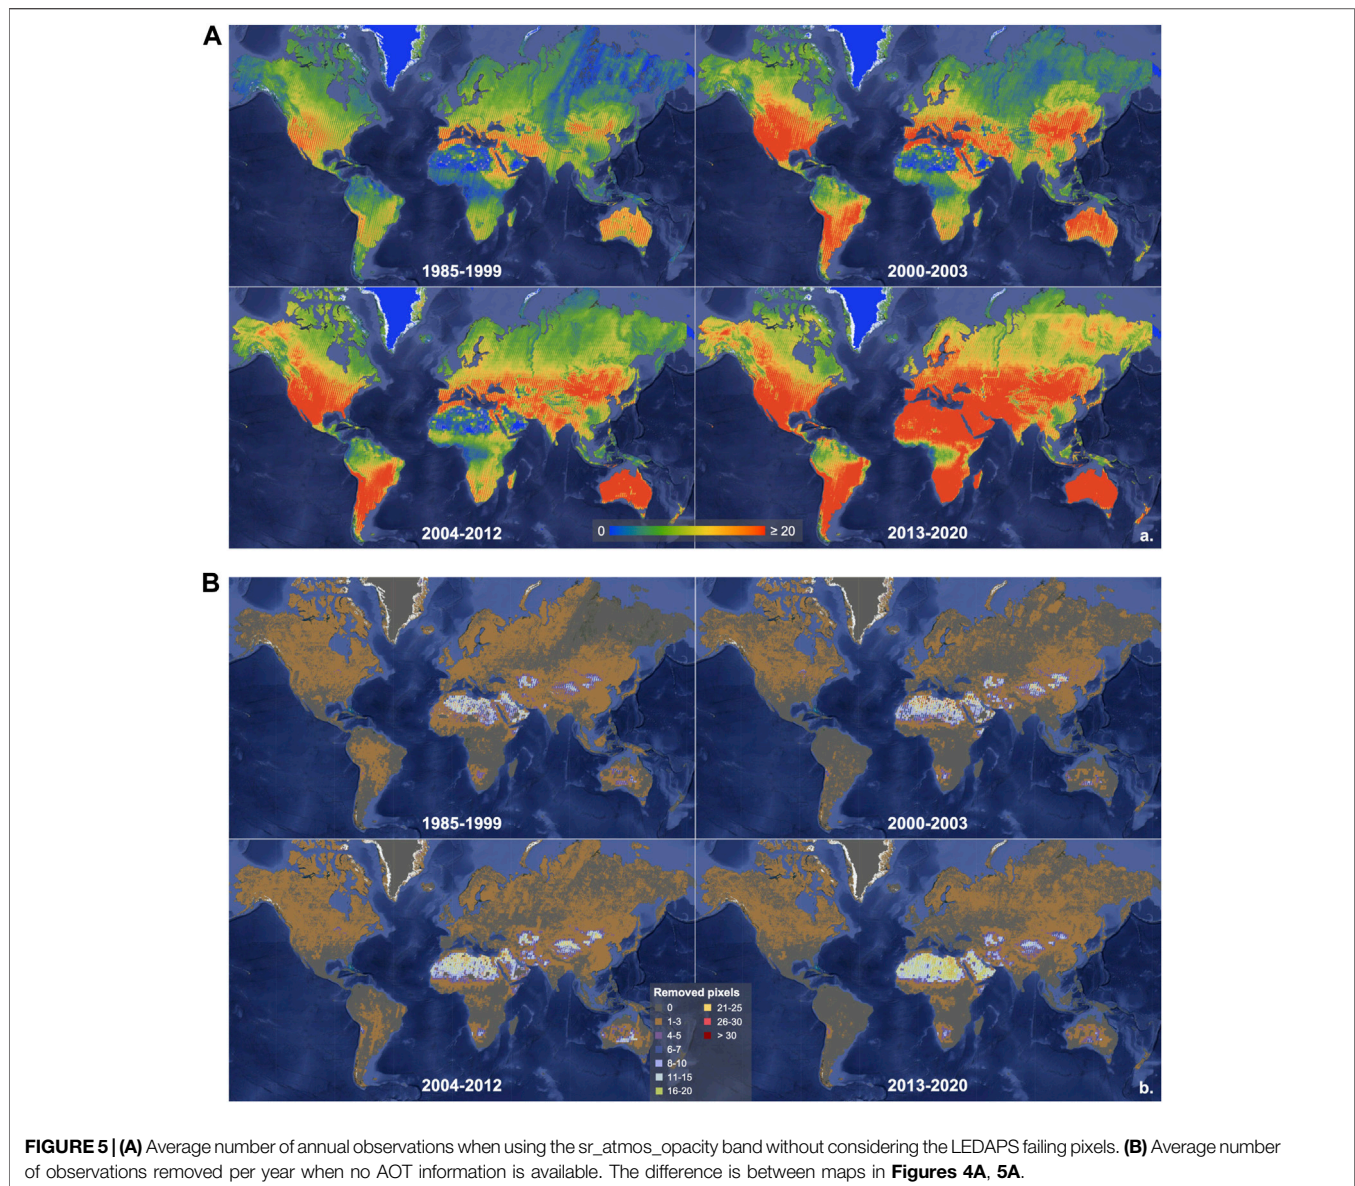 A
1985-1999
2000-2003
2004-2012
0
≥ 20
2013-2020
a.
B
1985-1999
2000-2003
Removed pixels
0
21-25
1-3
26-30
4-5
> 30
6-7
8-10
11-15
16-20
2004-2012
2013-2020
b.
FIGURE 5 | (A) Average number of annual observations when using the sr_atmos_opacity band without considering the LEDAPS failing pixels. (B) Average number
of observations removed per year when no AOT information is available. The difference is between maps in Figures 4A, 5A.